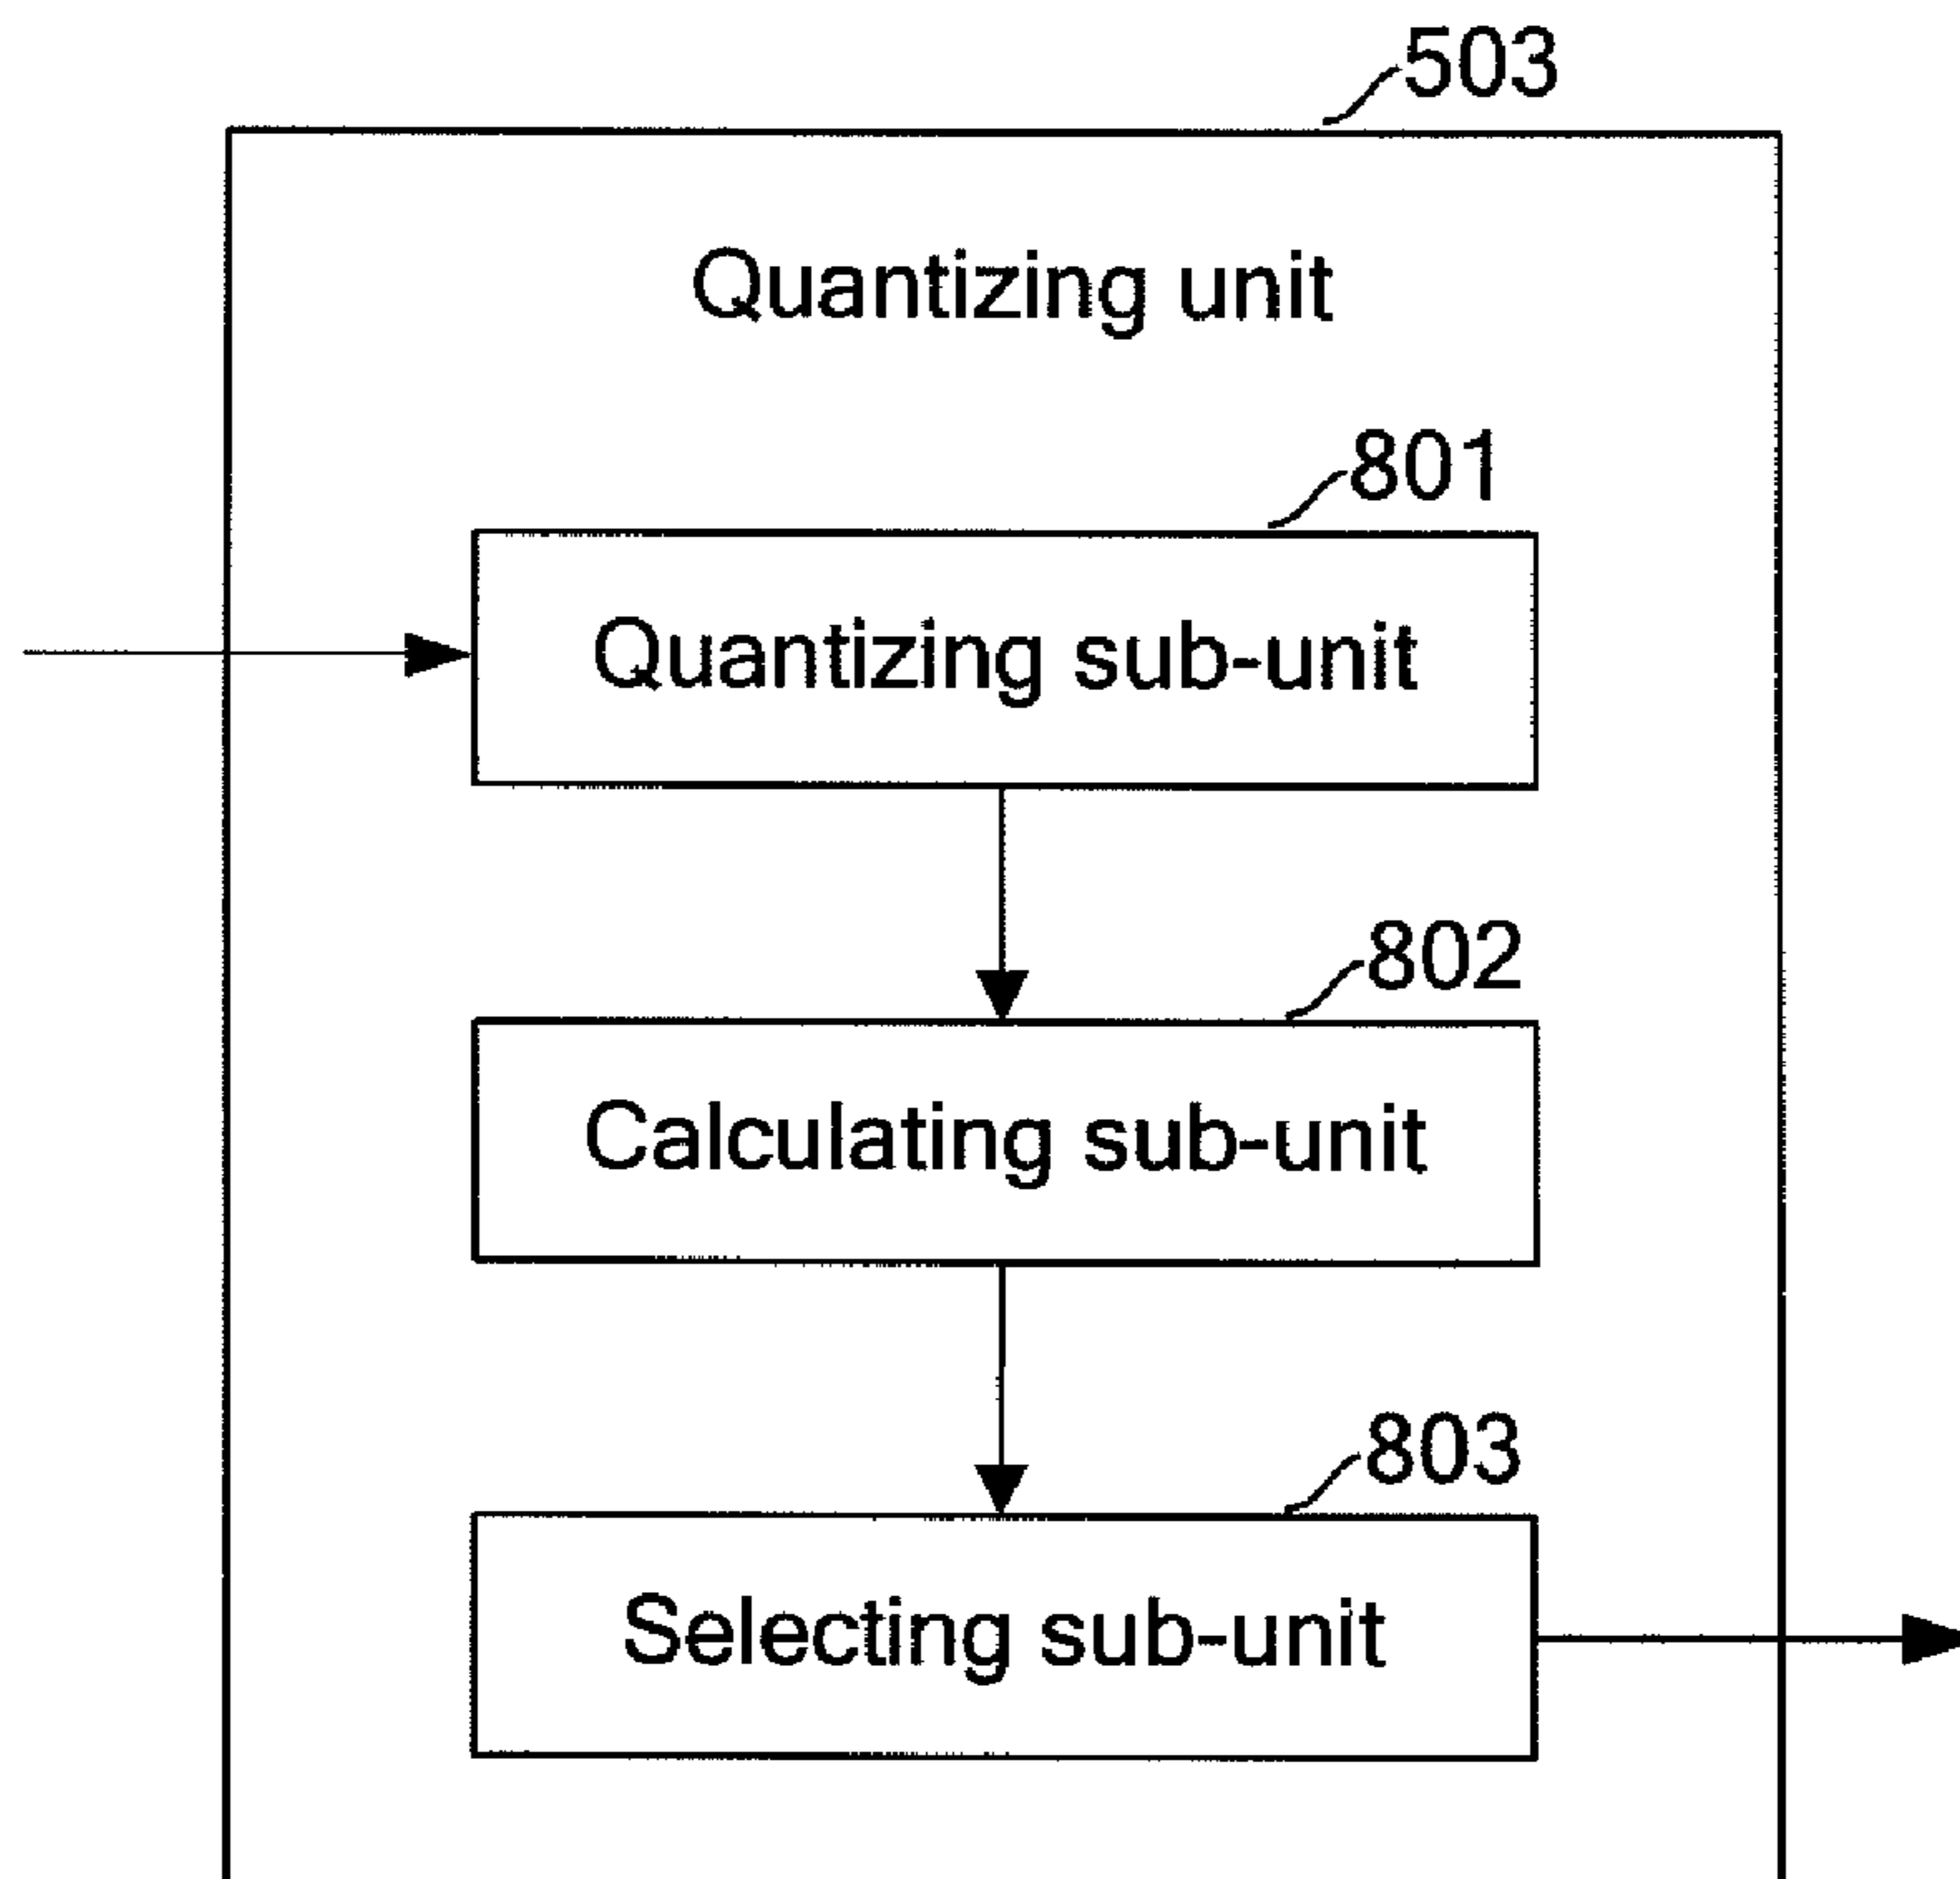 503
Quantizing unit
801
Quantizing sub-unit
802
Calculating sub-unit
803
Selecting sub-unit